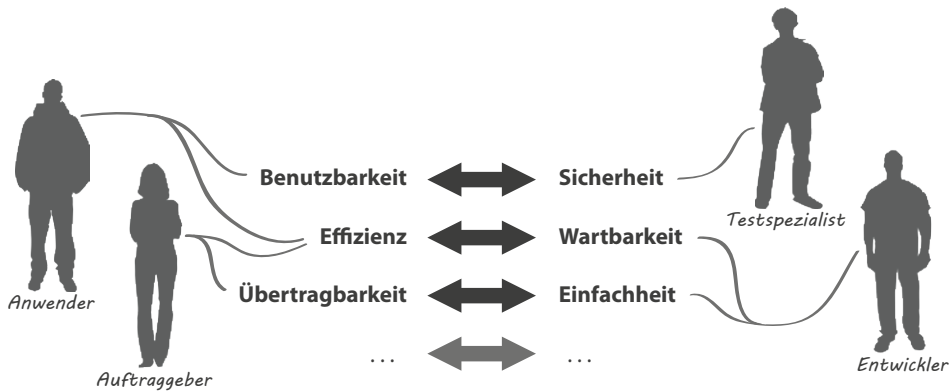 Benutzbarkeit
Sicherheit
Testspezialist
Effizienz
Wartbarkeit
Anwender
Übertragbarkeit
Einfachheit
...
...
Auftraggeber
Entwickler